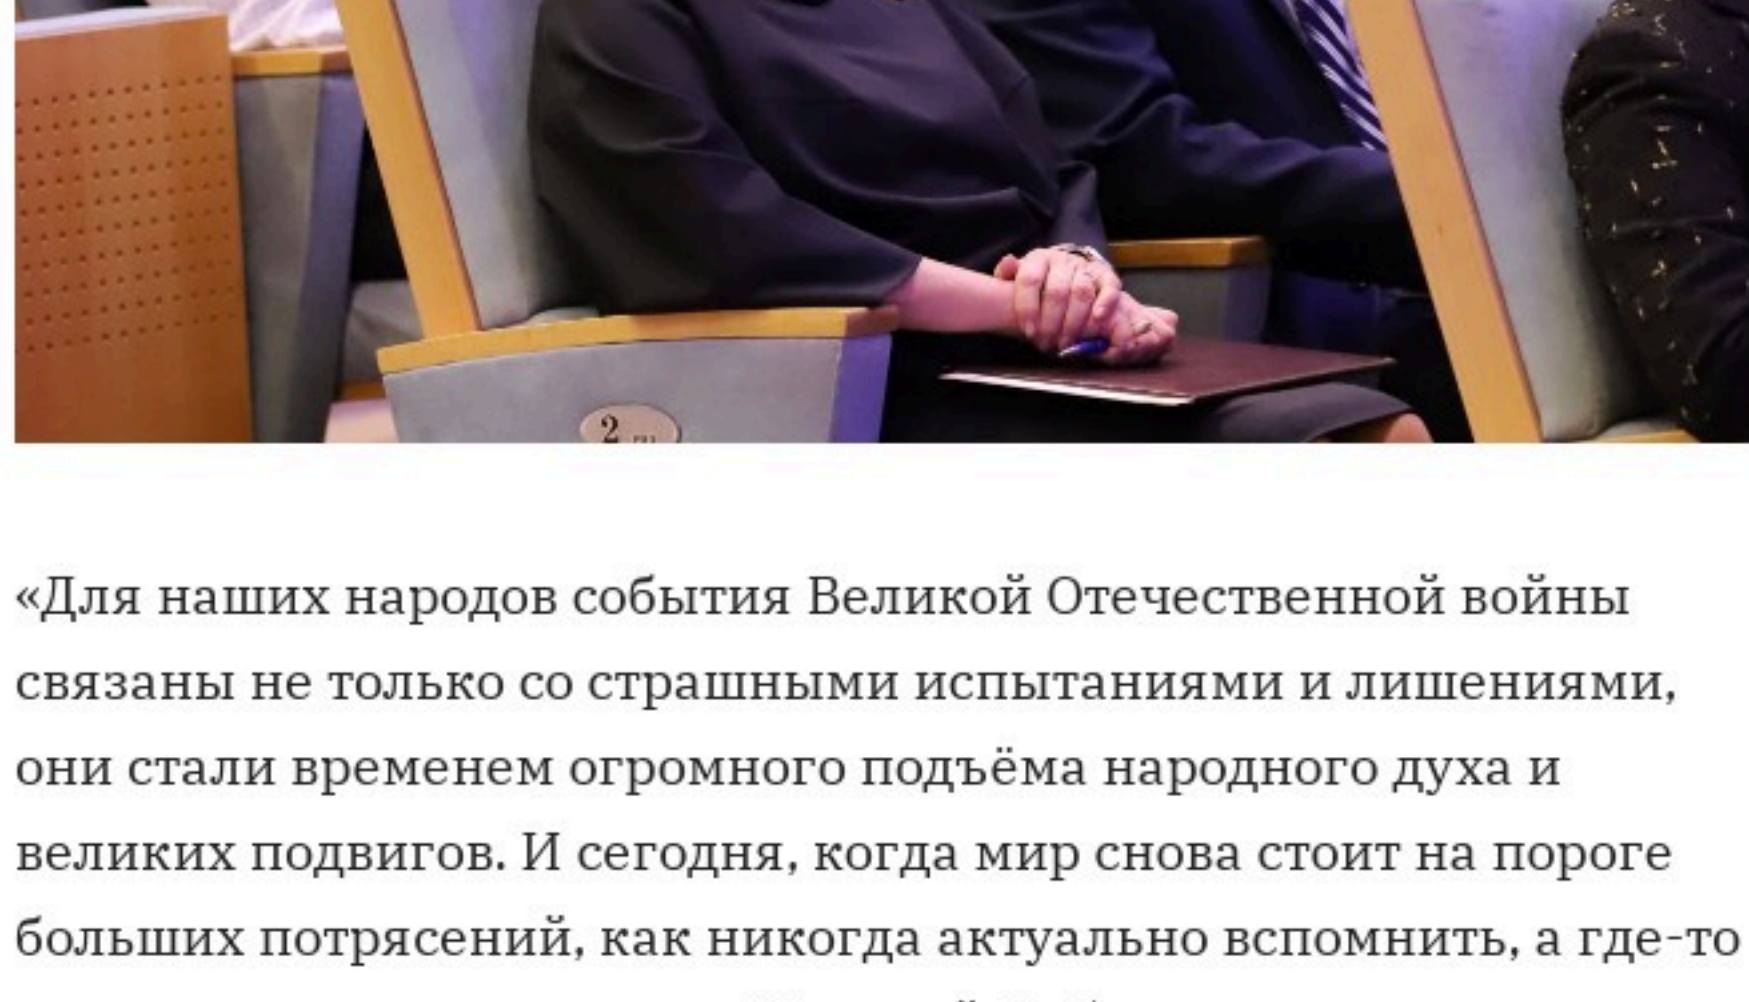 2
«Для наших народов события Великой Отечественной войны
связаны не только со страшными испытаниями и лишениями,
они стали временем огромного подъёма народного духа и
великих подвигов. И сегодня, когда мир снова стоит на пороге
больших потрясений, как никогда актуально вспомнить, а где-то